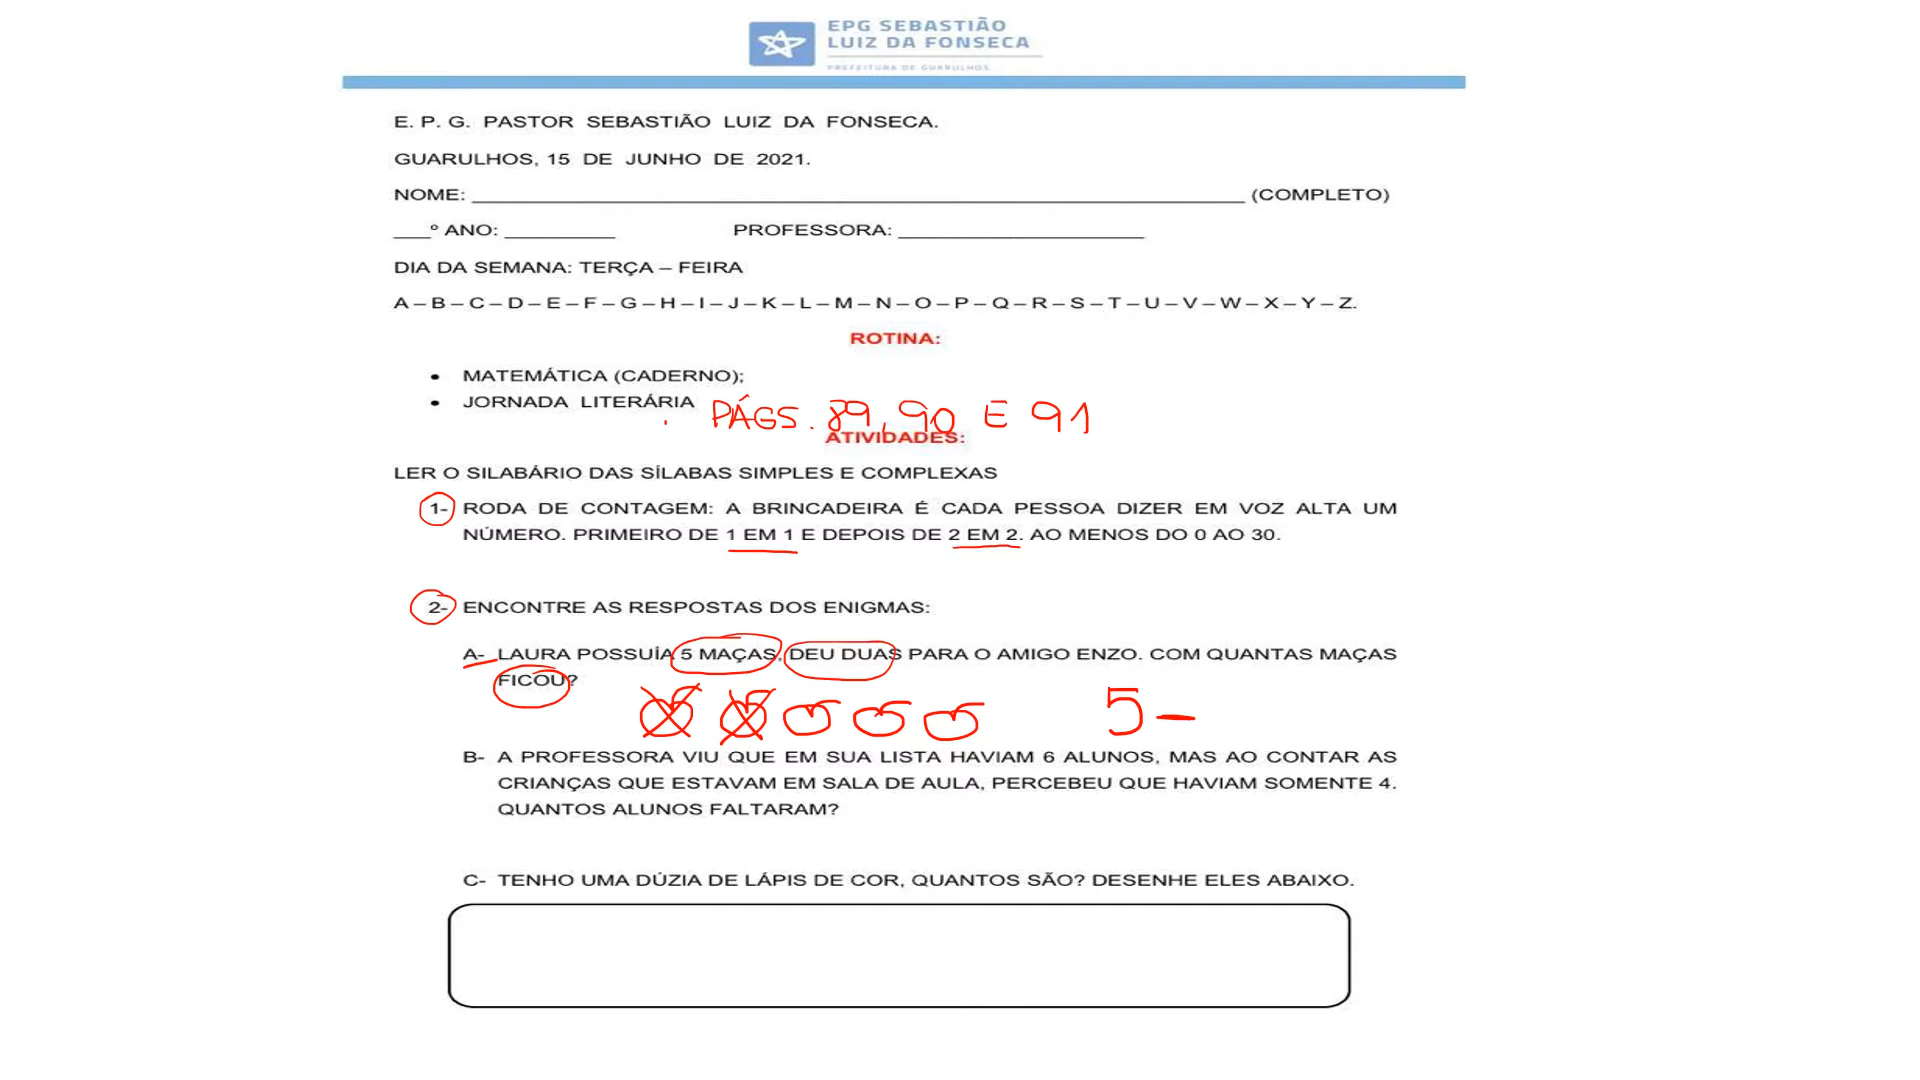 EPG SEBASTIÃO
LUIZ DA FONSECA
PREFEITURA DE GUARULHOS
E. P. G. PASTOR SEBASTIÃO LUIZ DA FONSECA.
GUARULHOS, 15 DE JUNHO DE 2021.
NOME: ______________________ (COMPLETO)
___º ANO: _________ PROFESSORA: ____________________
DIA DA SEMANA: TERÇA – FEIRA
A – B – C – D – E – F – G – H – I – J – K – L – M – N – O – P – Q – R – S – T – U – V – W – X – Y – Z.
ROTINA:
• MATEMÁTICA (CADERNO);
• JORNADA LITERÁRIA . PÁGS. 89, 90 E 91
ATIVIDADES:
LER O SILABÁRIO DAS SÍLABAS SIMPLES E COMPLEXAS
1- RODA DE CONTAGEM: A BRINCADEIRA É CADA PESSOA DIZER EM VOZ ALTA UM
NÚMERO. PRIMEIRO DE 1 EM 1 E DEPOIS DE 2 EM 2. AO MENOS DO 0 AO 30.
2- ENCONTRE AS RESPOSTAS DOS ENIGMAS:
A- LAURA POSSUÍA 5 MAÇAS, DEU DUAS PARA O AMIGO ENZO. COM QUANTAS MAÇAS
FICOU?
5 –
B- A PROFESSORA VIU QUE EM SUA LISTA HAVIAM 6 ALUNOS, MAS AO CONTAR AS
CRIANÇAS QUE ESTAVAM EM SALA DE AULA, PERCEBEU QUE HAVIAM SOMENTE 4.
QUANTOS ALUNOS FALTARAM?
C- TENHO UMA DÚZIA DE LÁPIS DE COR, QUANTOS SÃO? DESENHE ELES ABAIXO.